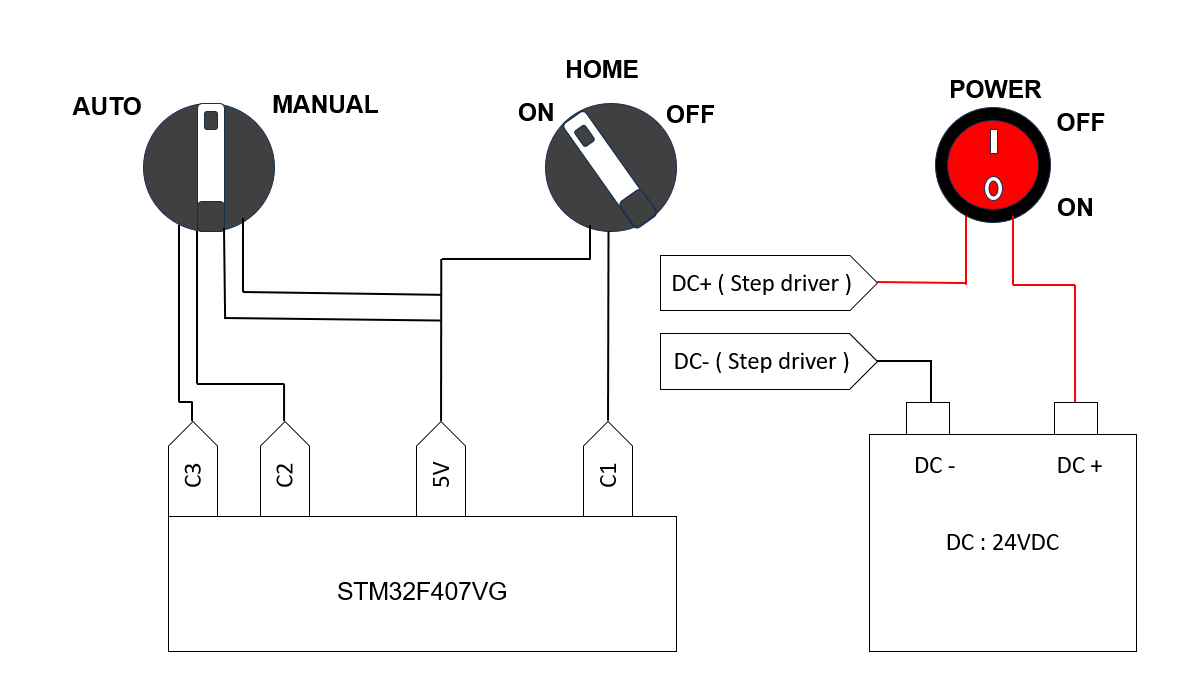 HOME
POWER
AUTO
MANUAL
ON
OFF
OFF
ON
DC+ ( Step driver )
DC- ( Step driver )
C3
C2
5V
C1
DC -
DC +
DC : 24VDC
STM32F407VG